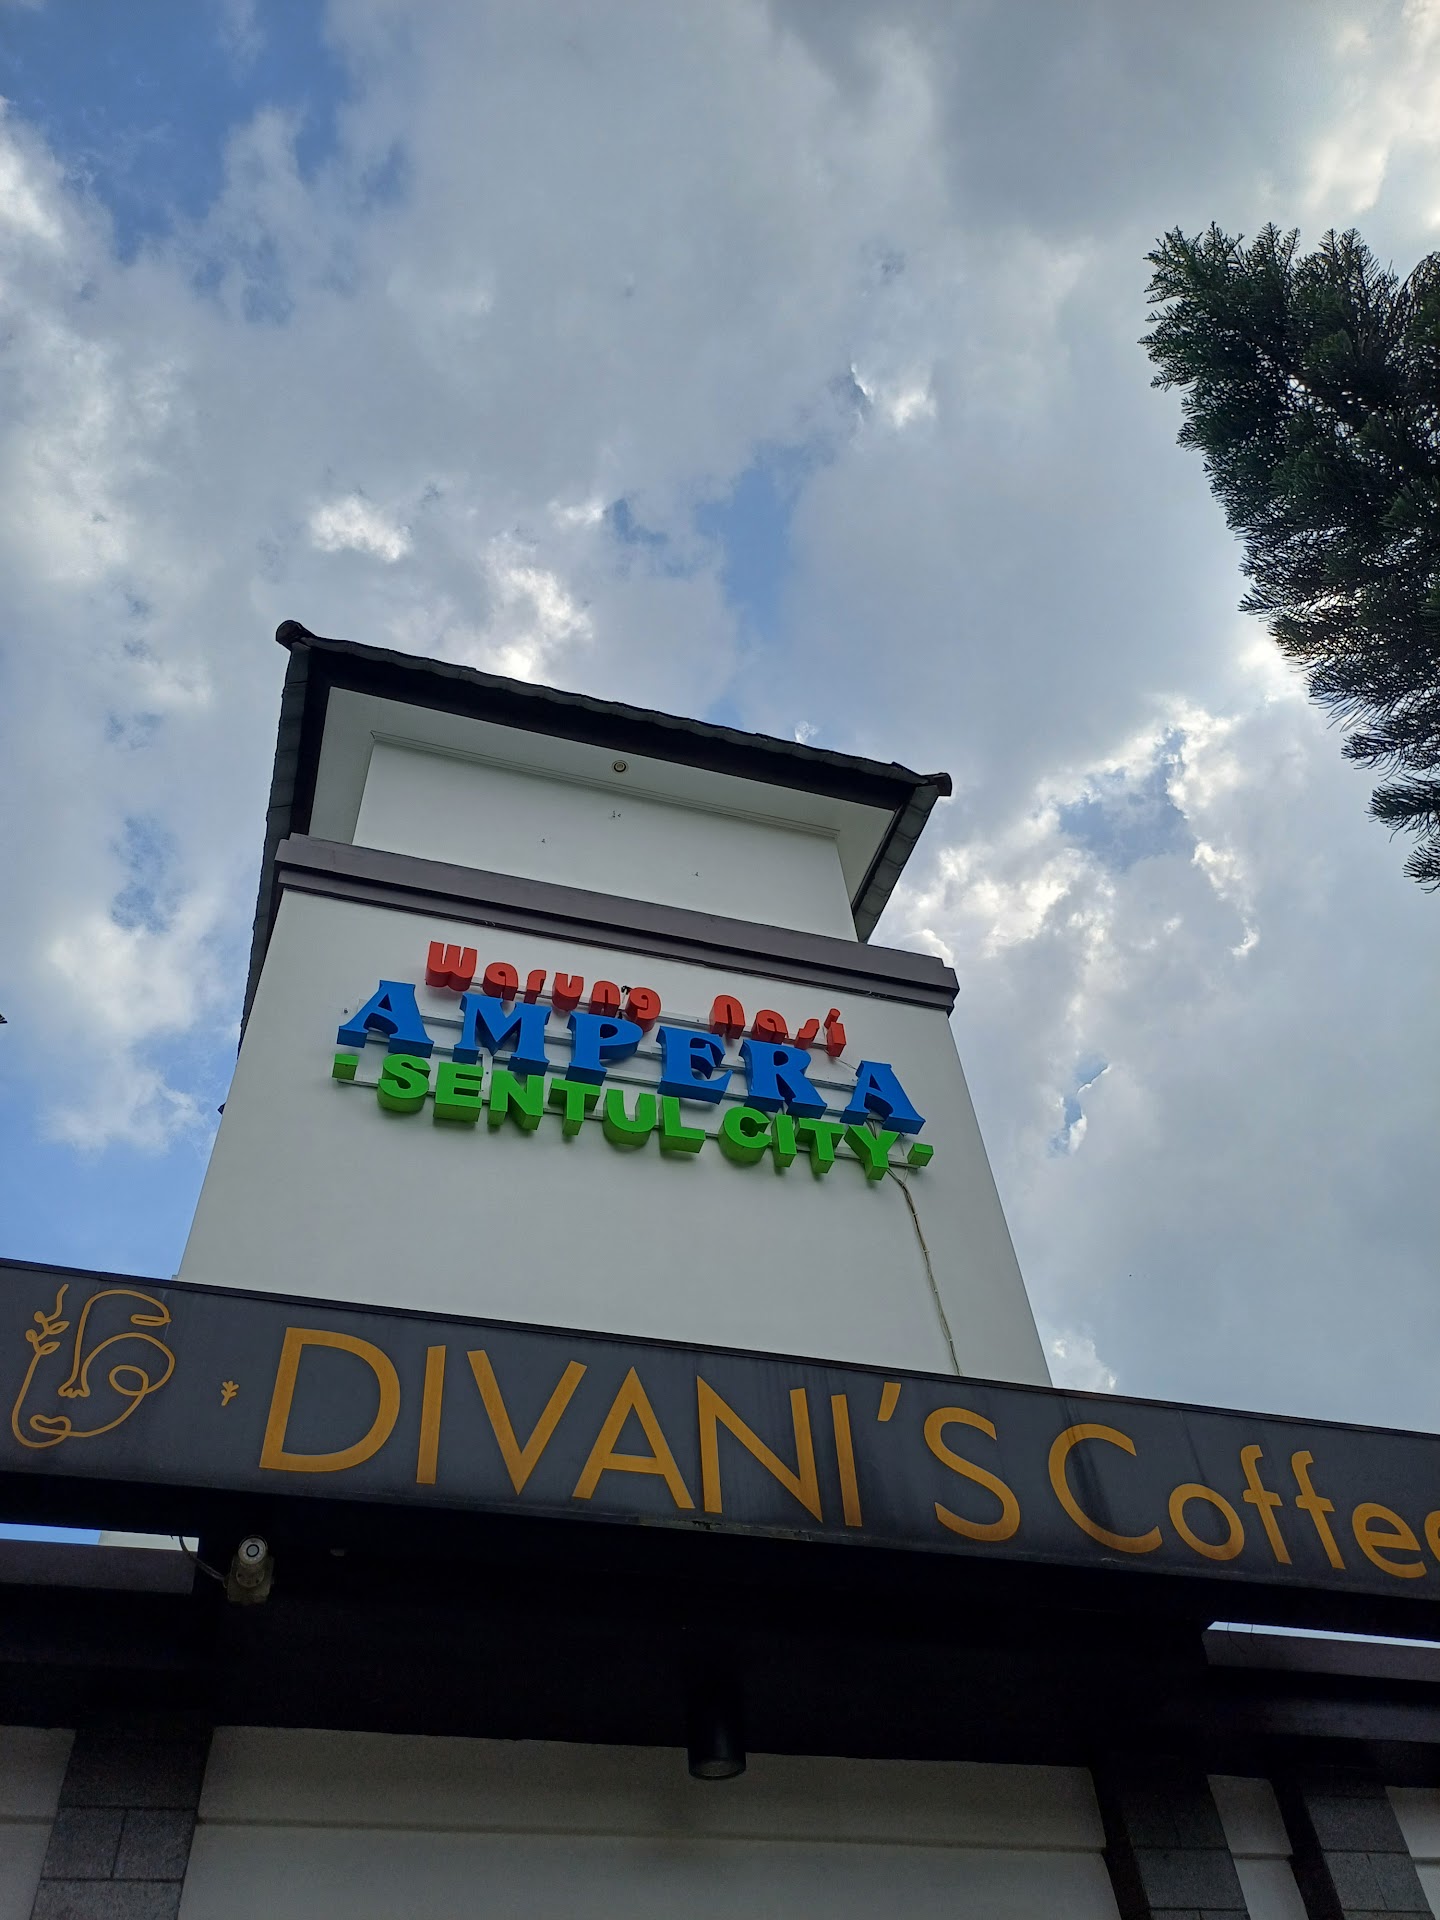 Warung nasi
AMPERA
- SENTUL CITY -
DIVANI'S Coffee